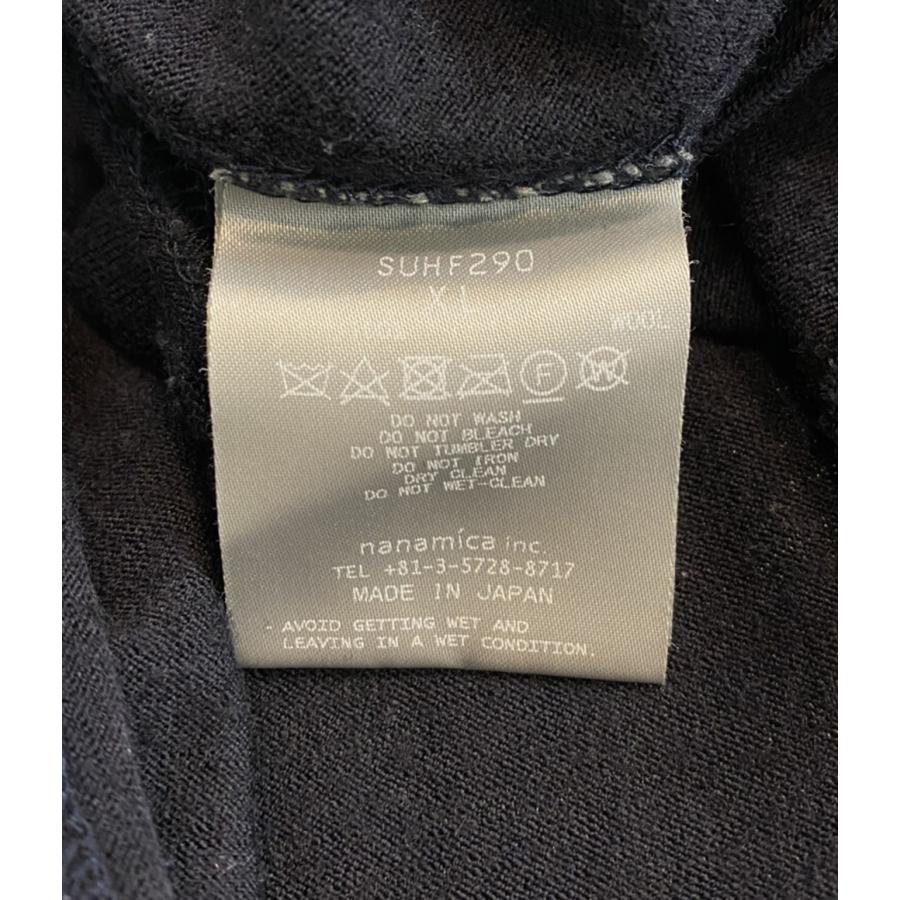 SUHF290
XL
WOOL
F
W
DO NOT WASH
DO NOT BLEACH
DO NOT TUMBLER DRY
DO NOT IRON
DRY CLEAN
DO NOT WET-CLEAN
nanamica inc.
TEL +81-3-5728-8717
MADE IN JAPAN
- AVOID GETTING WET AND
LEAVING IN A WET CONDITION.